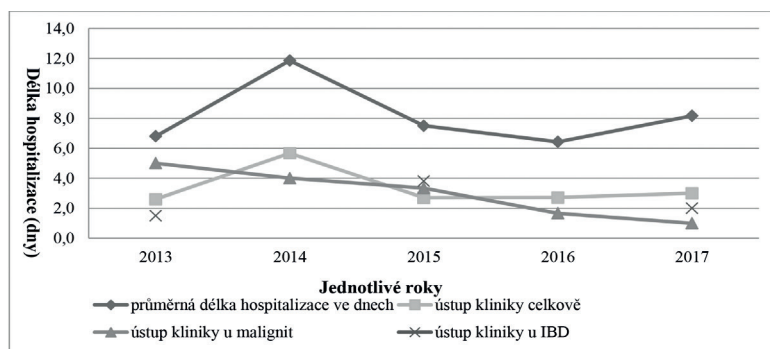 14,0
12,0
10,0
8,0
6,0
4,0
2,0
0,0
Délka hospitalizace (dny)
2013 2014 2015 2016 2017
Jednotlivé roky
průměrná délka hospitalizace ve dnech ústup kliniky celkově
ústup kliniky u malignit ústup kliniky u IBD